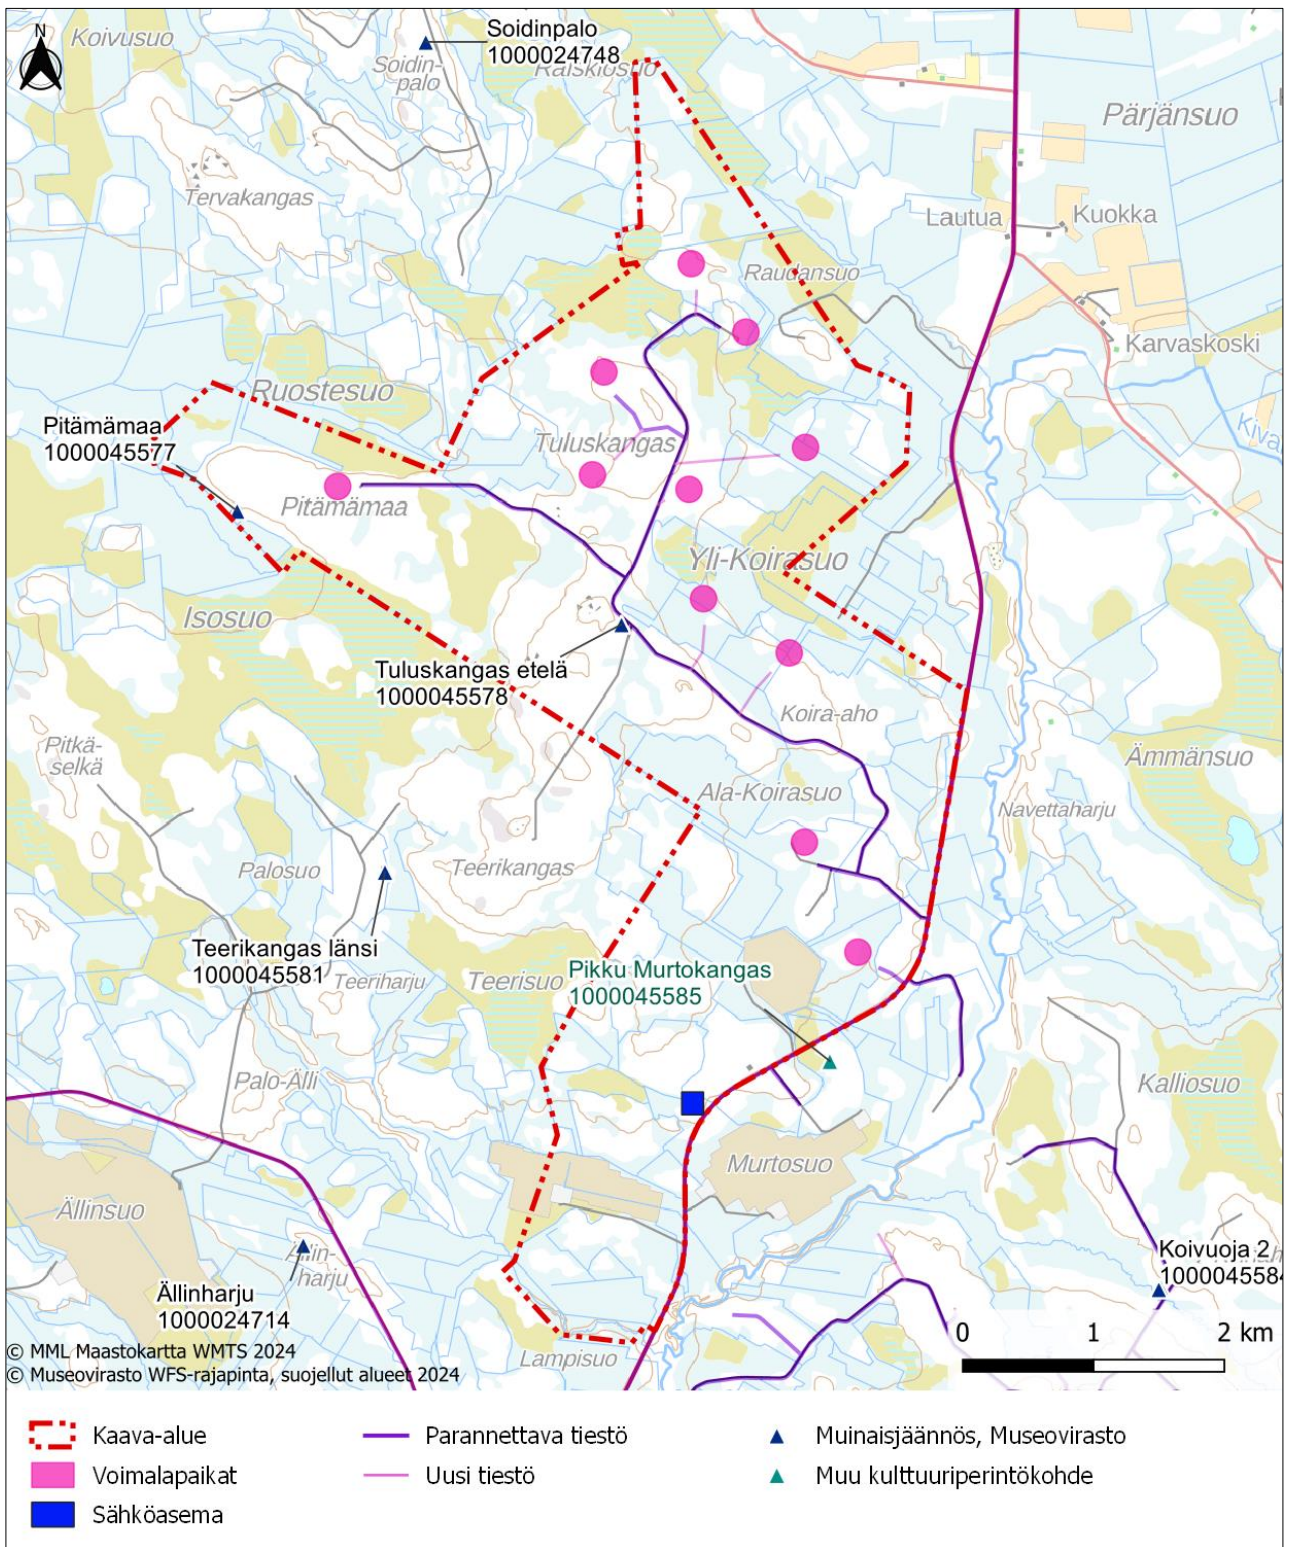 N
Koivusuo
Soidin-
palo
Soidinpalo
1000024748
Pärjänsuo
Tervakangas
Lautua
Kuokka
Raudansuo
Karvaskoski
Ruostesuo
Pitämämaa
1000045577
Tuluskangas
Pitämämaa
Yli-Koirasuo
Isosuo
Tuluskangas etelä
1000045578
Koira-aho
Pitkä-
selkä
Ämmänsuo
Ala-Koirasuo
Navettaharju
Palosuo
Teerikangas
Teerikangas länsi
1000045581
Teeriharju
Teerisuo
Pikku Murtokangas
1000045585
Palo-Älli
Kalliosuo
Murtosuo
Ällinsuo
Ällin-
harju
Koivuoja 2
1000045584
Ällinharju
1000024714
0 1 2 km
© MML Maastokartta WMTS 2024
© Museovirasto WFS-rajapinta, suojellut alueet 2024
Lampisuo
Kaava-alue
Parannettava tiestö
Muinaisjäännös, Museovirasto
Voimalapaikat
Uusi tiestö
Muu kulttuuriperintökohde
Sähköasema